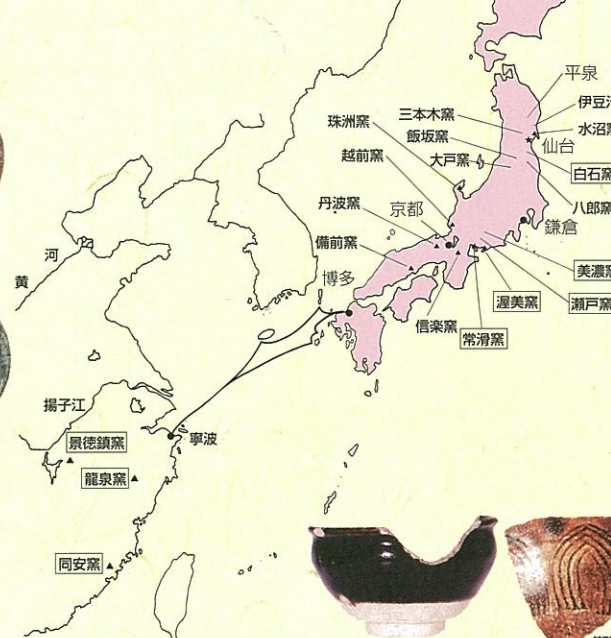 平泉
三本木窯
伊豆沼
珠洲窯
飯坂窯
水沼窯
仙台
越前窯
大戸窯
白石窯
丹波窯
京都
八郎窯
鎌倉
備前窯
河
博多
美濃窯
黄
渥美窯
瀬戸窯
信楽窯
常滑窯
揚子江
寧波
景徳鎮窯
龍泉窯
同安窯